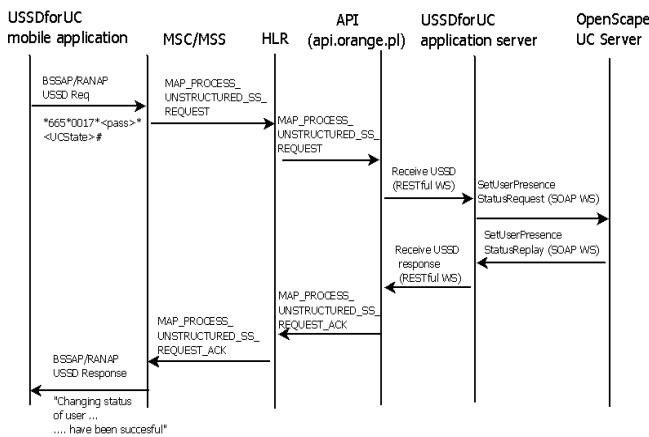 USSDforUC
mobile application
MSC/MSS
HLR
API
(api.orange.pl)
USSDforUC
application server
OpenScape
UC Server
BSSAP/RANAP
USSD Req
*665*0017*<pass>*
<UCState>#
MAP_PROCESS_
UNSTRUCTURED_SS_
REQUEST
MAP_PROCESS_
UNSTRUCTURED_SS_
REQUEST
Receive USSD
(RESTful WS)
SetUserPresence
StatusRequest (SOAP WS)
SetUserPresence
StatusReplay (SOAP WS)
Receive USSD
response
(RESTful WS)
MAP_PROCESS_
UNSTRUCTURED_SS_
REQUEST_ACK
MAP_PROCESS_
UNSTRUCTURED_SS_
REQUEST_ACK
BSSAP/RANAP
USSD Response
"Changing status
of user ...
.... have been succesful"